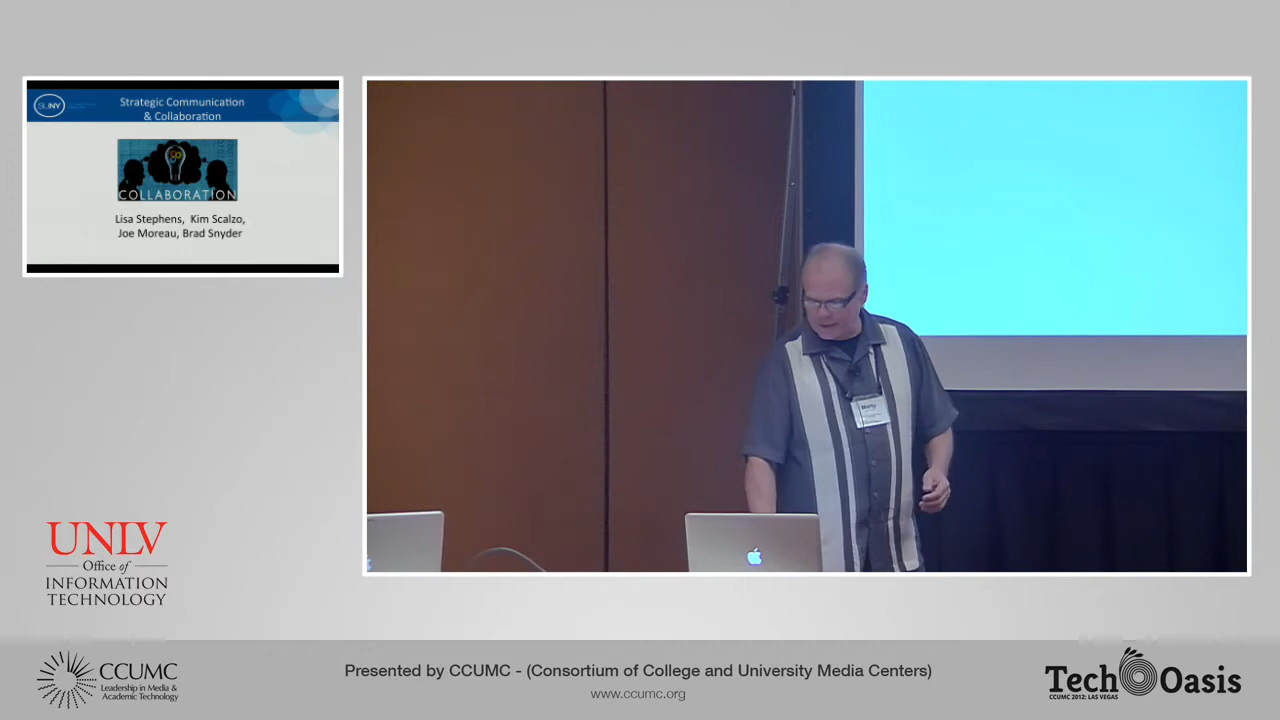 SUNY
Strategic Communication
& Collaboration
COLLABORATION
Lisa Stephens, Kim Scalzo,
Joe Moreau, Brad Snyder
UNLV
Office of
INFORMATION
TECHNOLOGY
CCUMC
Leadership in Media &
Academic Technology
Presented by CCUMC - (Consortium of College and University Media Centers)
www.ccumc.org
Tech Oasis
CCUMC 2012: LAS VEGAS